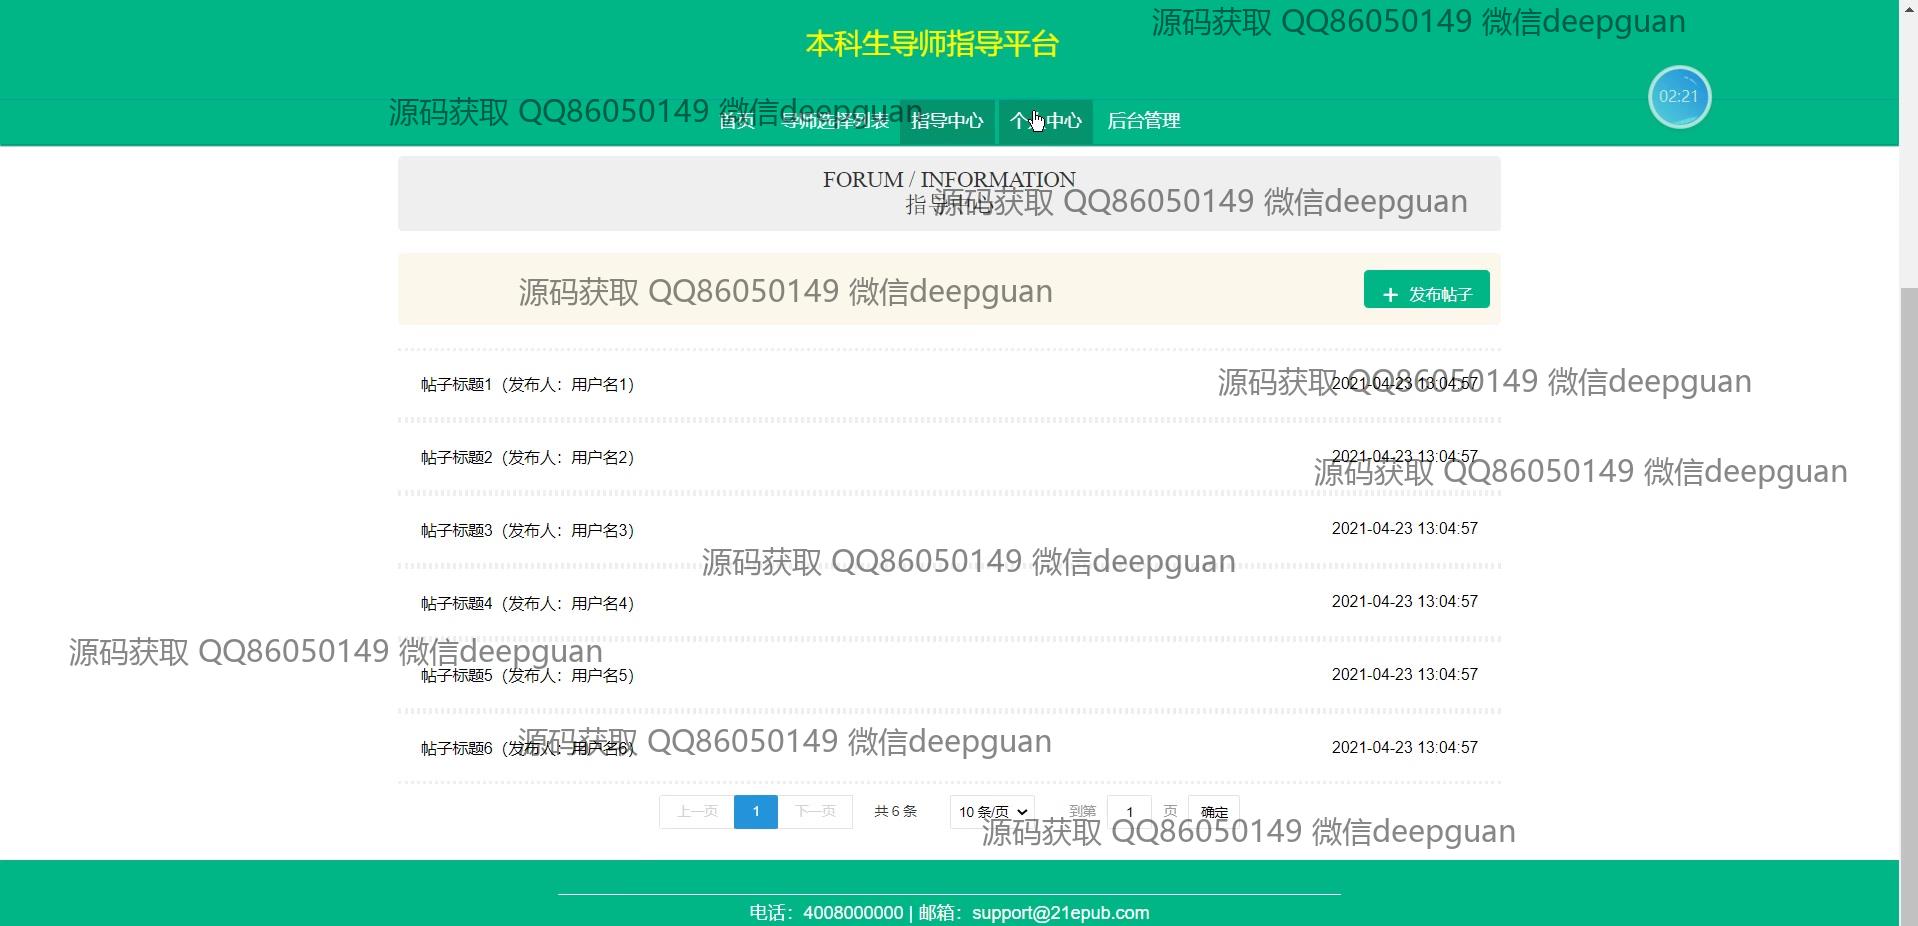 源码获取 QQ86050149 微信deepguan
本科生导师指导平台
02:21
源码获取 QQ86050149 微信deepguan
首页 导师选择列表 指导中心 个人中心 后台管理
FORUM / INFORMATION
指导中心
源码获取 QQ86050149 微信deepguan
源码获取 QQ86050149 微信deepguan
+ 发布帖子
帖子标题1（发布人：用户名1） 2021-04-23 13:04:57
源码获取 QQ86050149 微信deepguan
帖子标题2（发布人：用户名2） 2021-04-23 13:04:57
源码获取 QQ86050149 微信deepguan
帖子标题3（发布人：用户名3） 2021-04-23 13:04:57
源码获取 QQ86050149 微信deepguan
帖子标题4（发布人：用户名4） 2021-04-23 13:04:57
源码获取 QQ86050149 微信deepguan
帖子标题5（发布人：用户名5） 2021-04-23 13:04:57
源码获取 QQ86050149 微信deepguan
帖子标题6（发布人：用户名6） 2021-04-23 13:04:57
上一页 1 下一页 共 6 条 10 条/页 到第 1 页 确定
源码获取 QQ86050149 微信deepguan
电话：4008000000 | 邮箱：support@21epub.com